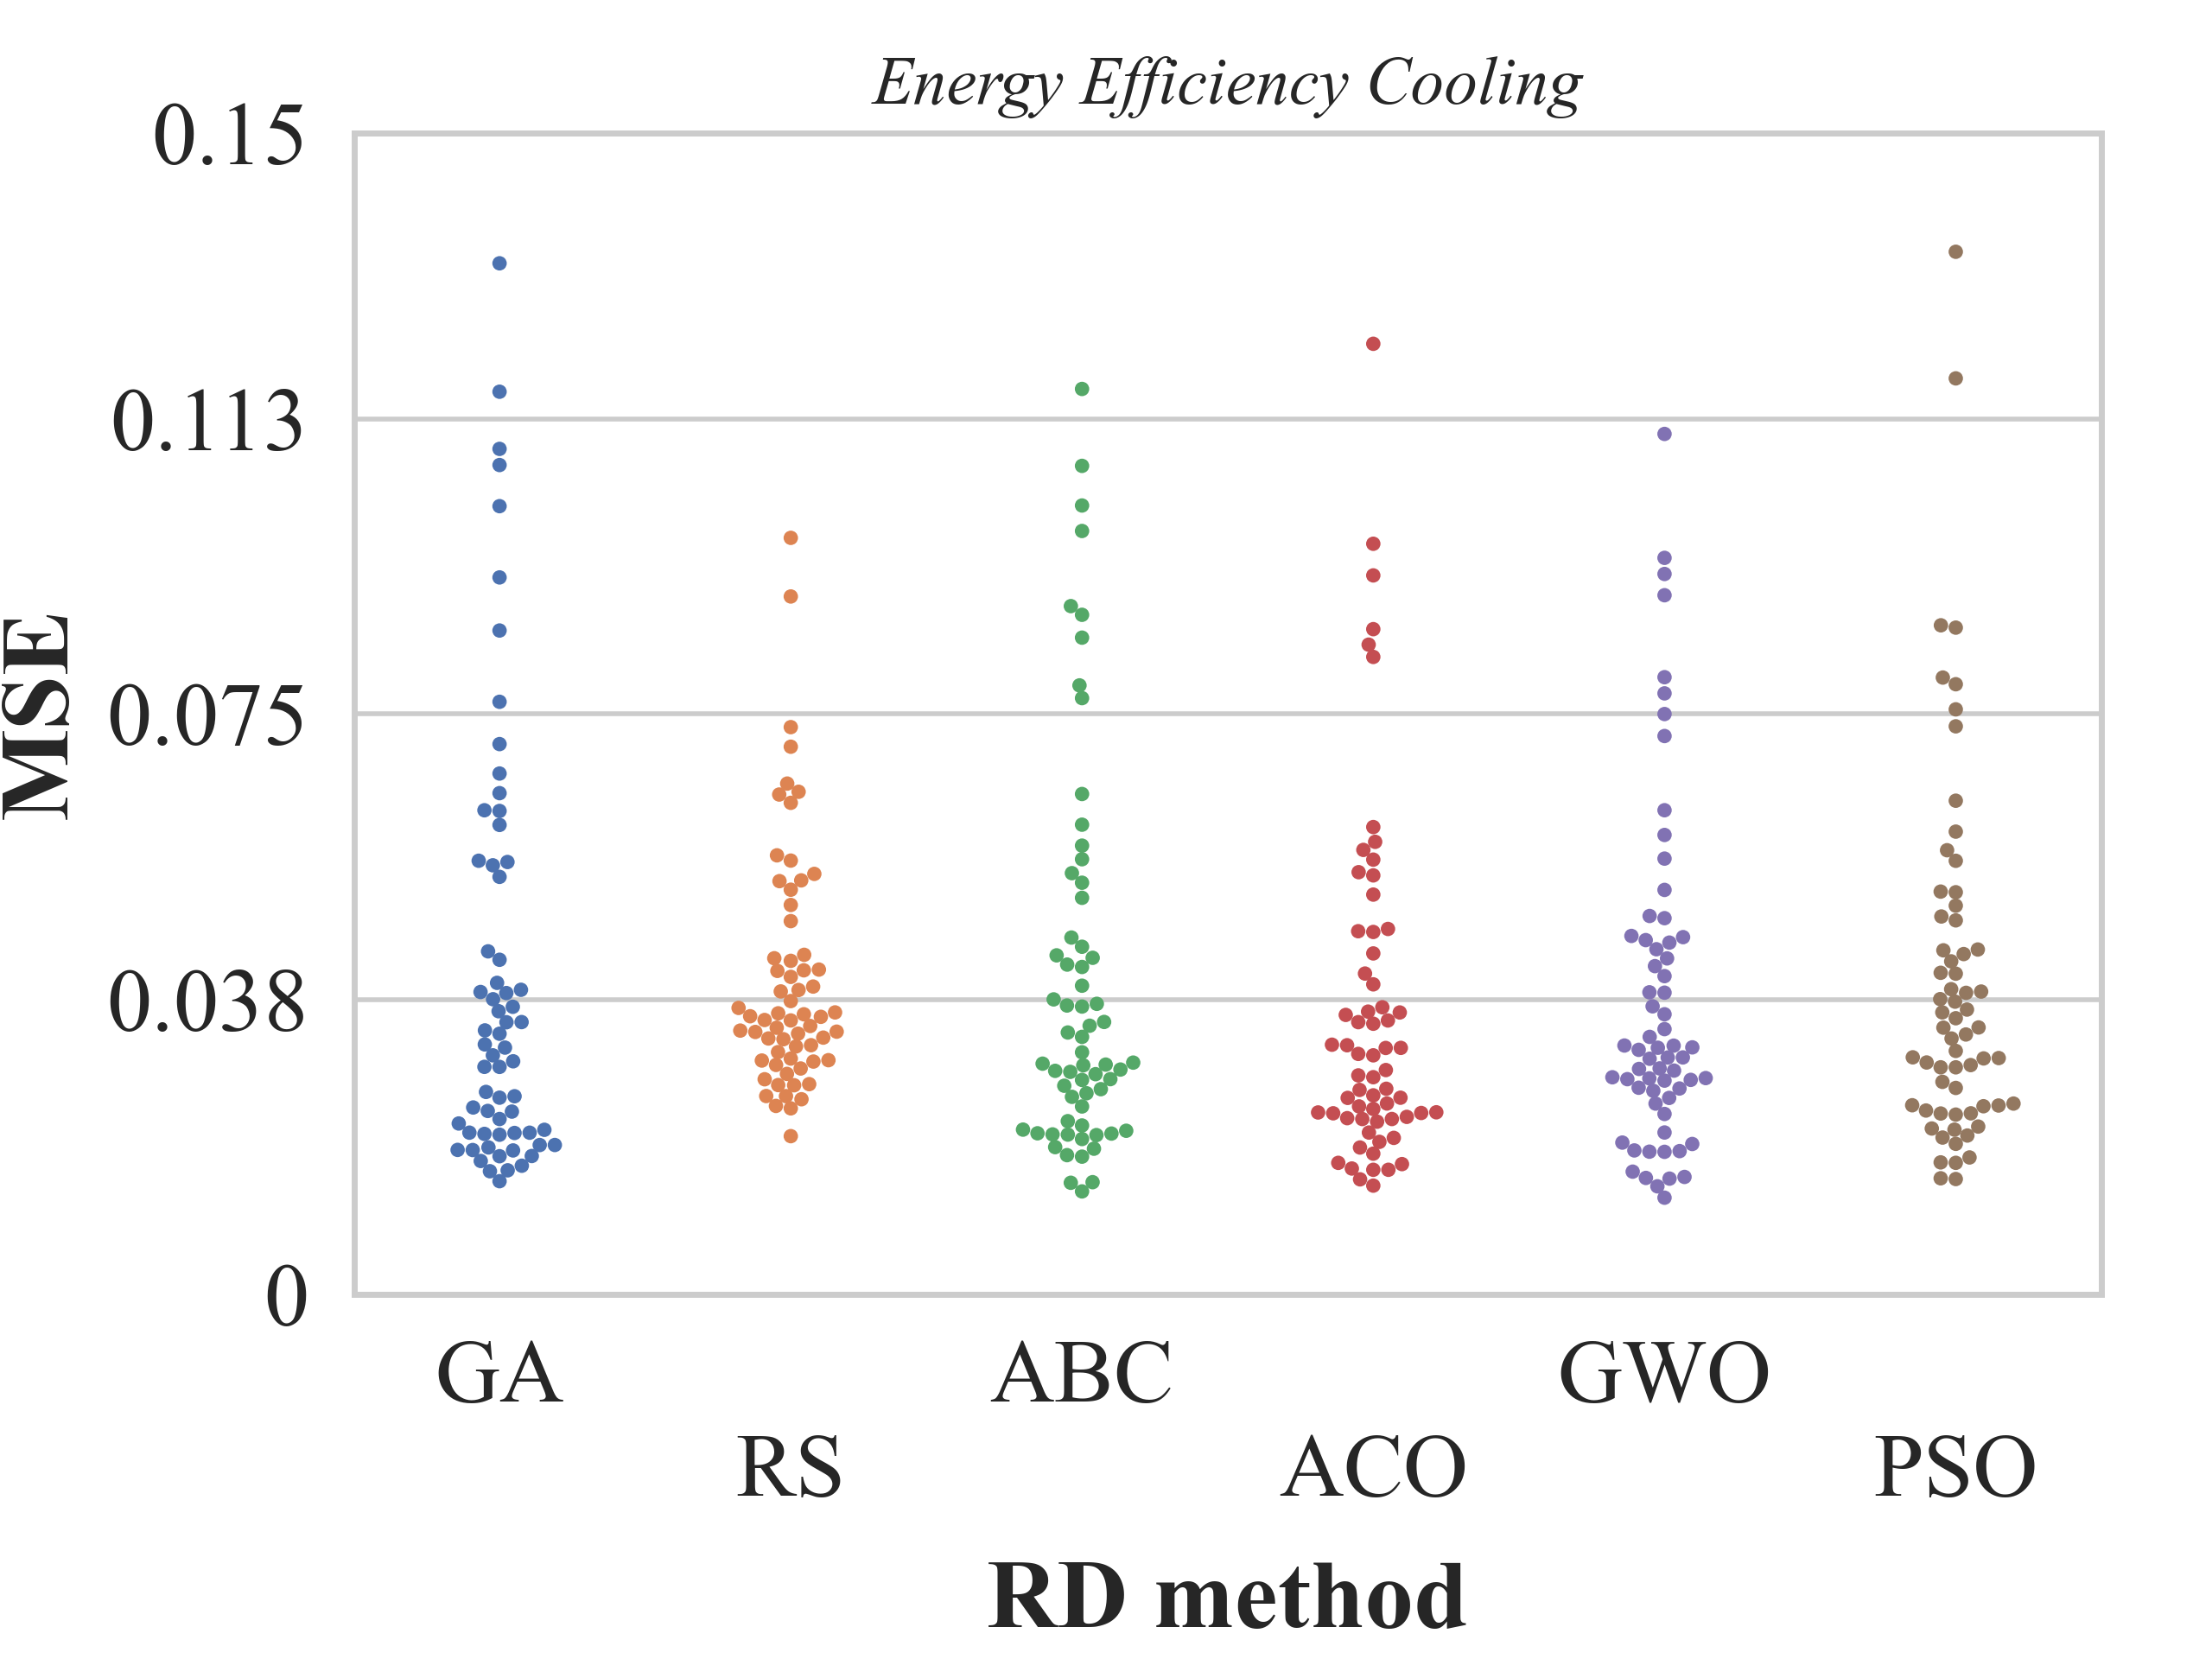 Energy Efficiency Cooling
0.15
0.113
0.075
0.038
0
MSE
GA
RS
ABC
ACO
GWO
PSO
RD method